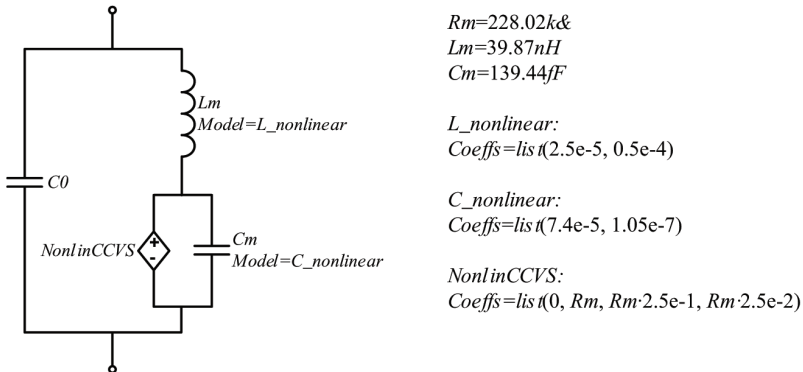 Lm
Model=L_nonlinear
C0
NonlinCCVS
+
-
Cm
Model=C_nonlinear
Rm=228.02k&
Lm=39.87nH
Cm=139.44fF
L_nonlinear:
Coeffs=list(2.5e-5, 0.5e-4)
C_nonlinear:
Coeffs=list(7.4e-5, 1.05e-7)
NonlinCCVS:
Coeffs=list(0, Rm, Rm·2.5e-1, Rm·2.5e-2)